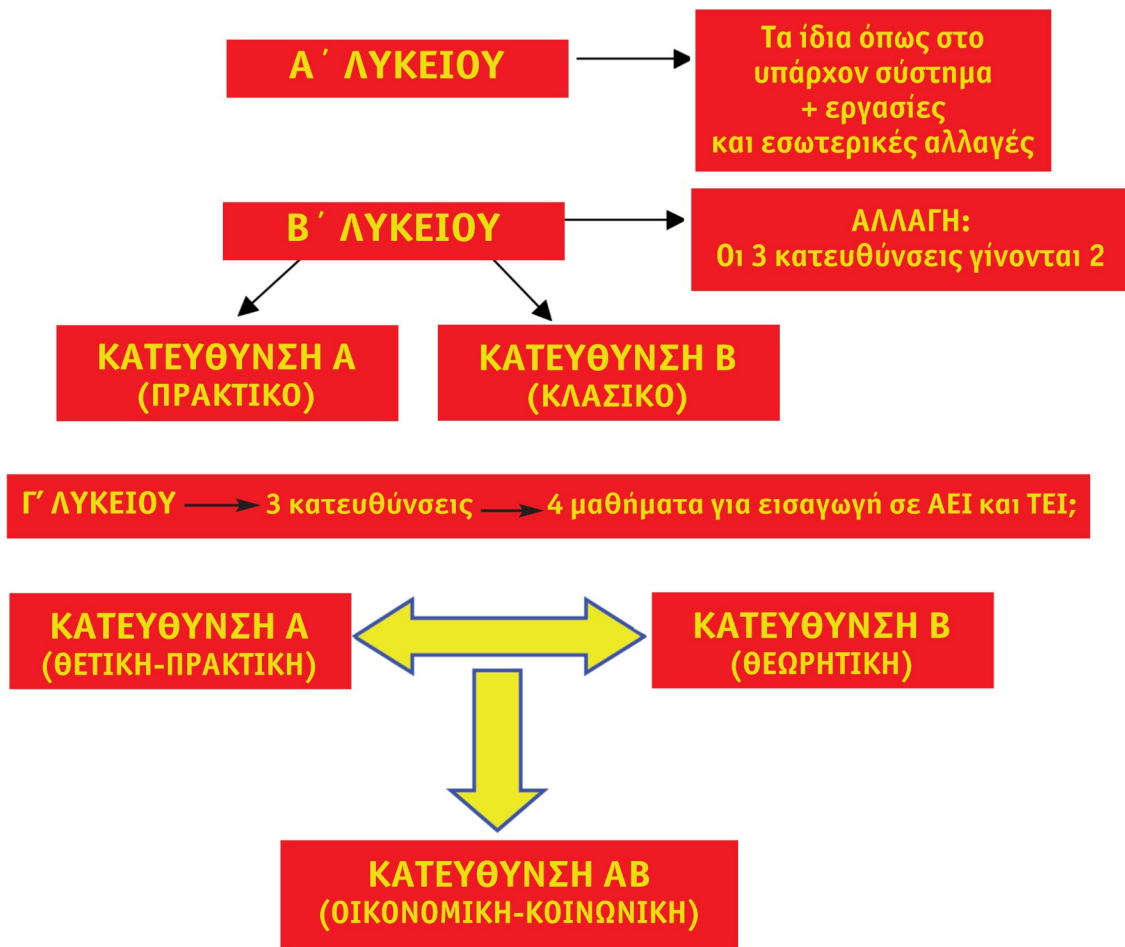 Α΄ ΛΥΚΕΙΟΥ
Τα ίδια όπως στο
υπάρχον σύστημα
+ εργασίες
και εσωτερικές αλλαγές
Β΄ ΛΥΚΕΙΟΥ
ΑΛΛΑΓΗ:
Οι 3 κατευθύνσεις γίνονται 2
ΚΑΤΕΥΘΥΝΣΗ Α
(ΠΡΑΚΤΙΚΟ)
ΚΑΤΕΥΘΥΝΣΗ Β
(ΚΛΑΣΙΚΟ)
Γ’ ΛΥΚΕΙΟΥ 3 κατευθύνσεις 4 μαθήματα για εισαγωγή σε ΑΕΙ και ΤΕΙ;
ΚΑΤΕΥΘΥΝΣΗ Α
(ΘΕΤΙΚΗ-ΠΡΑΚΤΙΚΗ)
ΚΑΤΕΥΘΥΝΣΗ Β
(ΘΕΩΡΗΤΙΚΗ)
ΚΑΤΕΥΘΥΝΣΗ ΑΒ
(ΟΙΚΟΝΟΜΙΚΗ-ΚΟΙΝΩΝΙΚΗ)